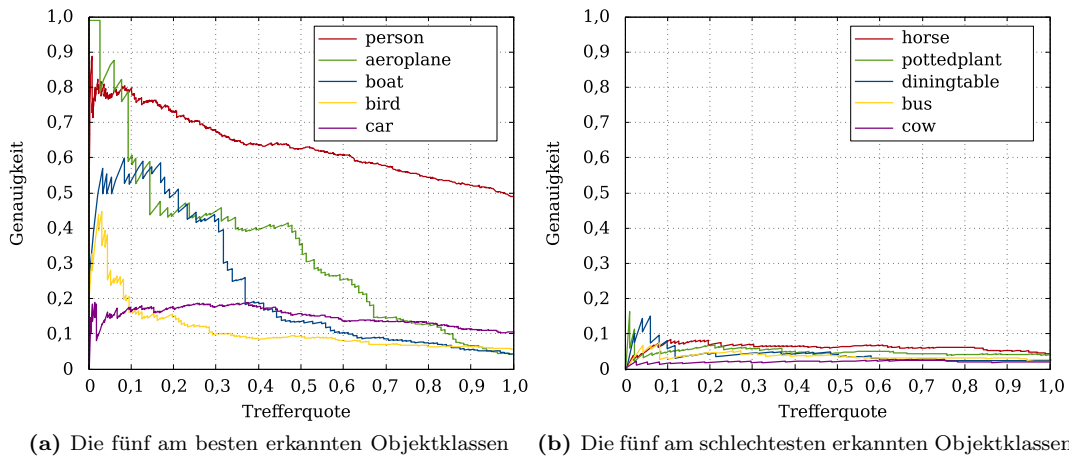 1,0
0,9
0,8
0,7
0,6
0,5
0,4
0,3
0,2
0,1
0
Genauigkeit
person
aeroplane
boat
bird
car
0 0,1 0,2 0,3 0,4 0,5 0,6 0,7 0,8 0,9 1,0
Trefferquote
(a) Die fünf am besten erkannten Objektklassen
1,0
0,9
0,8
0,7
0,6
0,5
0,4
0,3
0,2
0,1
0
Genauigkeit
horse
pottedplant
diningtable
bus
cow
0 0,1 0,2 0,3 0,4 0,5 0,6 0,7 0,8 0,9 1,0
Trefferquote
(b) Die fünf am schlechtesten erkannten Objektklassen